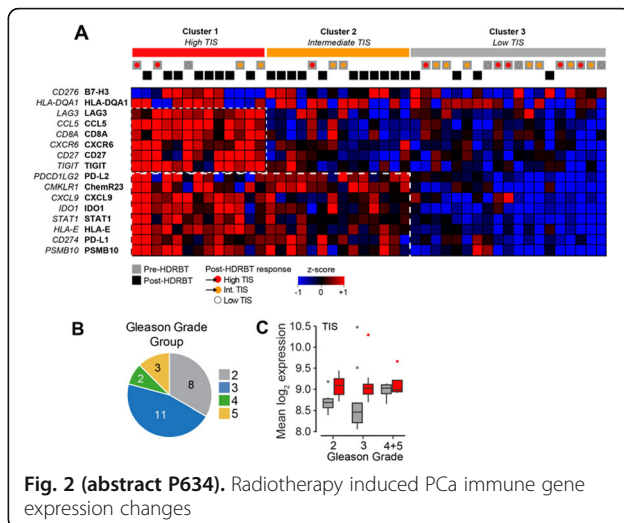 A
Cluster 1 Cluster 2 Cluster 3
High TIS Intermediate TIS Low TIS
CD276 B7-H3
HLA-DQA1 HLA-DQA1
LAG3 LAG3
CCL5 CCL5
CD8A CD8A
CXCR6 CXCR6
CD27 CD27
TIGIT TIGIT
PDCD1LG2 PD-L2
CMKLR1 ChemR23
CXCL9 CXCL9
IDO1 IDO1
STAT1 STAT1
HLA-E HLA-E
CD274 PD-L1
PSMB10 PSMB10
Pre-HDRBT Post-HDRBT response z-score
Post-HDRBT High TIS
Int. TIS -1 0 +1
Low TIS
B
Gleason Grade
Group
3
2
8
11
2
3
4
5
C
TIS
Mean log2 expression
10.5
10.0
9.5
9.0
8.5
8.0
2 3 4+5
Gleason Grade
Fig. 2 (abstract P634). Radiotherapy induced PCa immune gene
expression changes